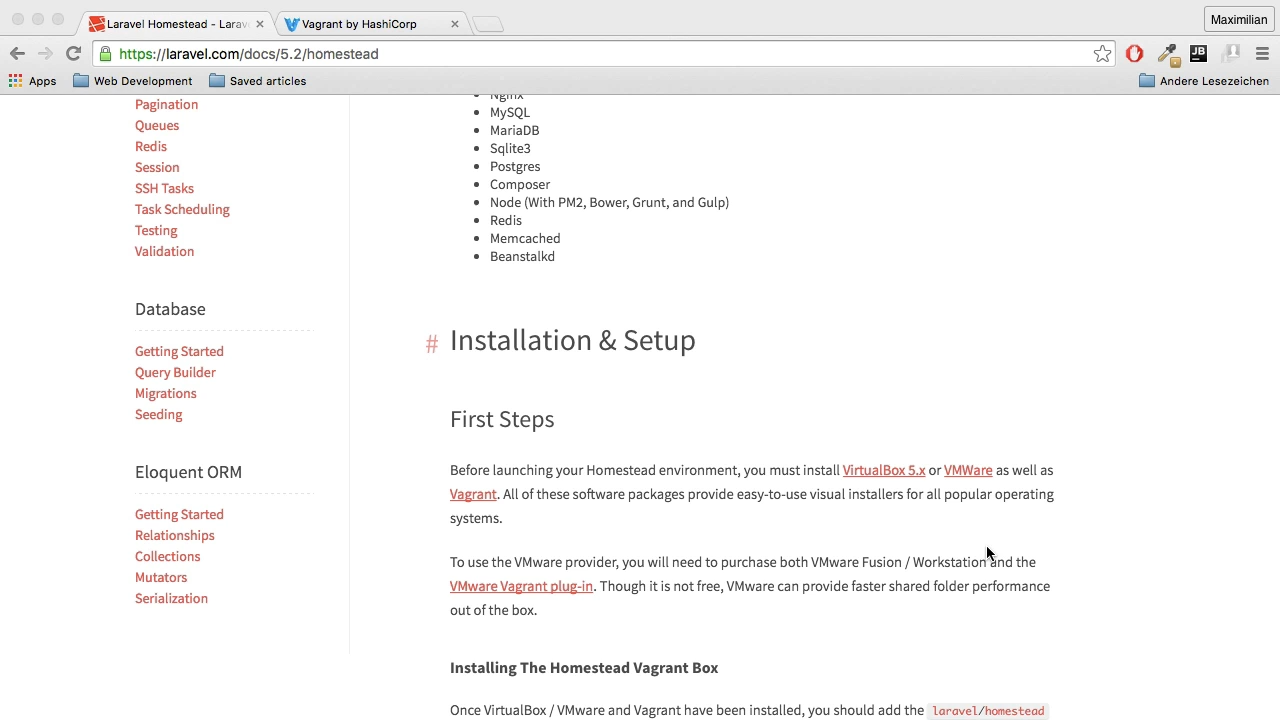 Laravel Homestead - Larav
Vagrant by HashiCorp
Maximilian
https://laravel.com/docs/5.2/homestead
JB
Apps
Web Development
Saved articles
Andere Lesezeichen
Pagination
Queues
Redis
Session
SSH Tasks
Task Scheduling
Testing
Validation
Database
Getting Started
Query Builder
Migrations
Seeding
Eloquent ORM
Getting Started
Relationships
Collections
Mutators
Serialization
Nginx
MySQL
MariaDB
Sqlite3
Postgres
Composer
Node (With PM2, Bower, Grunt, and Gulp)
Redis
Memcached
Beanstalkd
# Installation & Setup
First Steps
Before launching your Homestead environment, you must install VirtualBox 5.x or VMWare as well as
Vagrant. All of these software packages provide easy-to-use visual installers for all popular operating
systems.
To use the VMware provider, you will need to purchase both VMware Fusion / Workstation and the
VMware Vagrant plug-in. Though it is not free, VMware can provide faster shared folder performance
out of the box.
Installing The Homestead Vagrant Box
Once VirtualBox / VMware and Vagrant have been installed, you should add the laravel/homestead